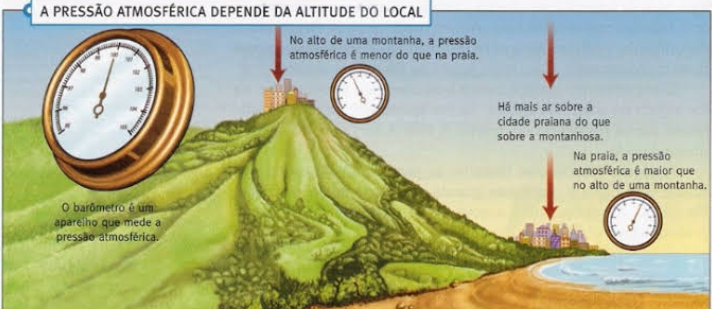 A PRESSÃO ATMOSFÉRICA DEPENDE DA ALTITUDE DO LOCAL
No alto de uma montanha, a pressão
atmosférica é menor do que na praia.
Há mais ar sobre a
cidade praiana do que
sobre a montanhosa.
Na praia, a pressão
atmosférica é maior que
no alto de uma montanha.
O barômetro é um
aparelho que mede a
pressão atmosférica.